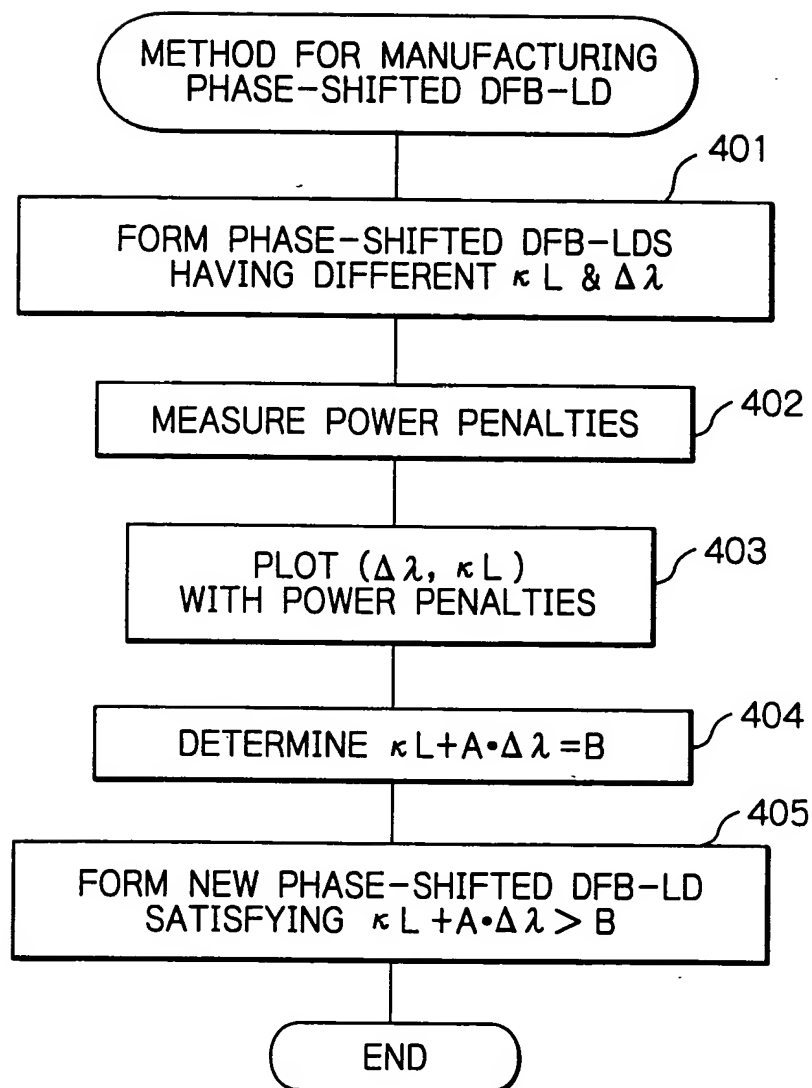 METHOD FOR MANUFACTURING
PHASE-SHIFTED DFB-LD
401
FORM PHASE-SHIFTED DFB-LDS
HAVING DIFFERENT κL & Δλ
402
MEASURE POWER PENALTIES
403
PLOT (Δλ, κL)
WITH POWER PENALTIES
404
DETERMINE κL+A•Δλ=B
405
FORM NEW PHASE-SHIFTED DFB-LD
SATISFYING κL+A•Δλ > B
END